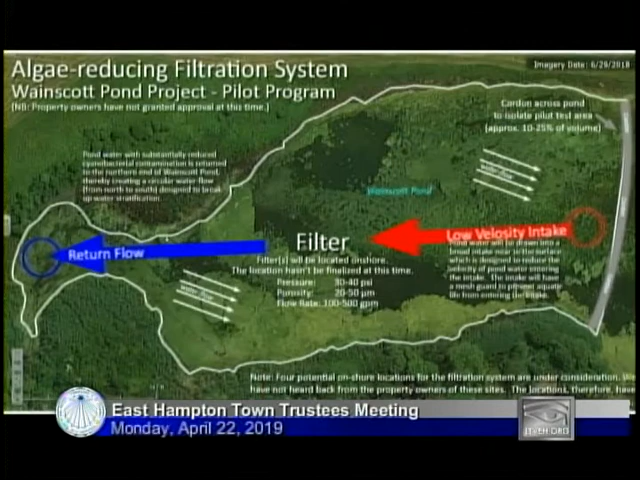 Imagery Date: 6/29/2018
Algae-reducing Filtration System
Wainscott Pond Project - Pilot Program
(NB: Property owners have not granted approval at this time.)
Cordon across pond
to isolate pilot test area
(approx. 10-25% of volume)
Pond water with substantially reduced
cyanobacterial contamination is returned
to the northern end of Wainscott Pond,
thereby creating a circular water flow
(from north to south) designed to break
up water stratification.
water flow
Wainscott Pond
Low Velocity Intake
Pond water will be drawn into a
broad intake near the surface
which is designed to reduce the
velocity of pond water entering
the intake. The intake will have
a mesh guard to prevent aquatic
life from entering the intake.
Return Flow
Filter
Filter(s) will be located onshore.
The location hasn't be finalized at this time.
Pressure: 30-40 psi
Porosity: 20-50 µm
Flow Rate: 100-500 gpm
water flow
Note: Four potential on-shore locations for the filtration system are under consideration. We
have not heard back from the property owners of these sites. The locations, therefore, have
East Hampton Town Trustees Meeting
Monday, April 22, 2019